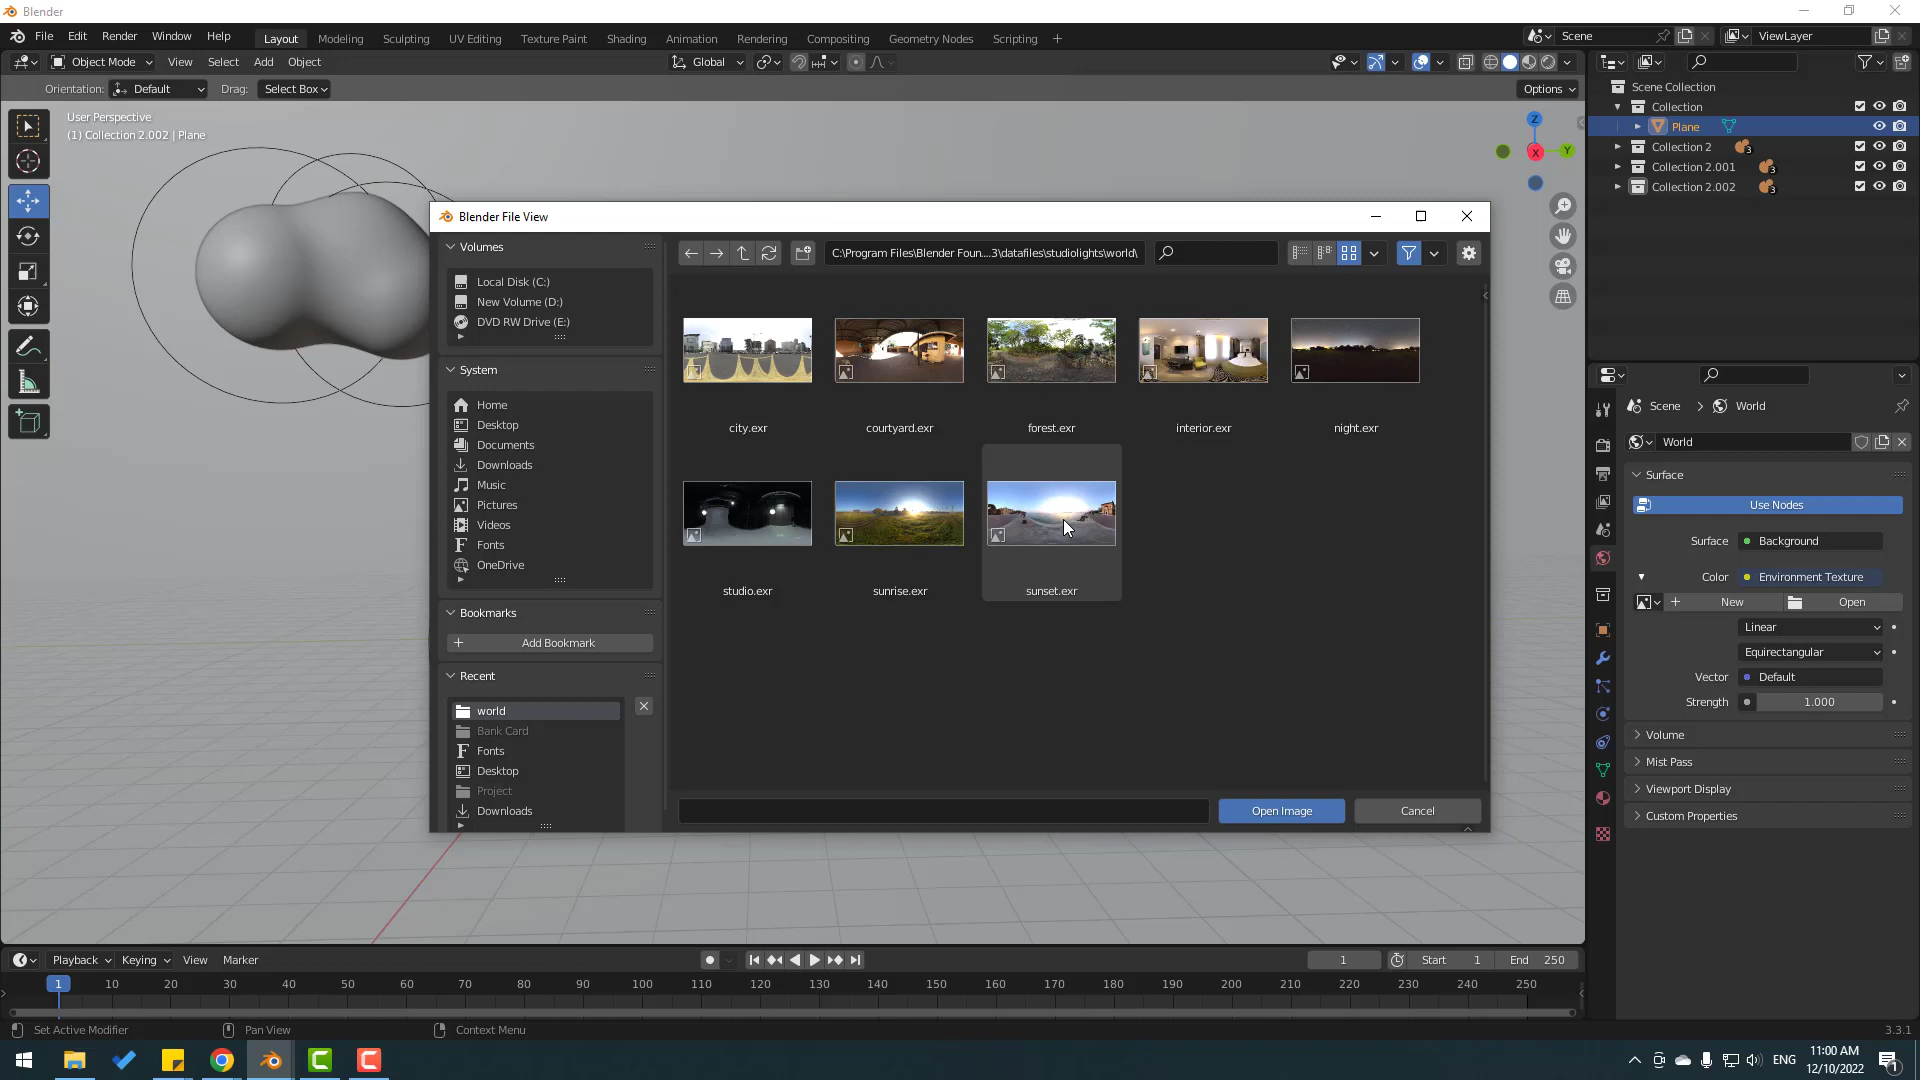 Blender
File Edit Render Window Help Layout Modeling Sculpting UV Editing Texture Paint Shading Animation Rendering Compositing Geometry Nodes Scripting + Scene ViewLayer
Object Mode View Select Add Object Global
Orientation: Default Drag: Select Box Options
User Perspective
(1) Collection 2.002 | Plane
Z
Y
X
Scene Collection
Collection
Plane
Collection 2 3
Collection 2.001 3
Collection 2.002 3
Blender File View
Volumes
Local Disk (C:)
New Volume (D:)
DVD RW Drive (E:)
System
Home
Desktop
Documents
Downloads
Music
Pictures
Videos
Fonts
OneDrive
Bookmarks
Add Bookmark
Recent
world
Bank Card
Fonts
Desktop
Project
Downloads
C:\Program Files\Blender Foun....3\datafiles\studiolights\world\
city.exr
courtyard.exr
forest.exr
interior.exr
night.exr
studio.exr
sunrise.exr
sunset.exr
Open Image
Cancel
Scene > World
World
Surface
Use Nodes
Surface Background
Color Environment Texture
New Open
Linear
Equirectangular
Vector Default
Strength 1.000
Volume
Mist Pass
Viewport Display
Custom Properties
Playback Keying View Marker 1 Start 1 End 250
1 10 20 30 40 50 60 70 80 90 100 110 120 130 140 150 160 170 180 190 200 210 220 230 240 250
Set Active Modifier Pan View Context Menu 3.3.1
ENG
11:00 AM
12/10/2022
1